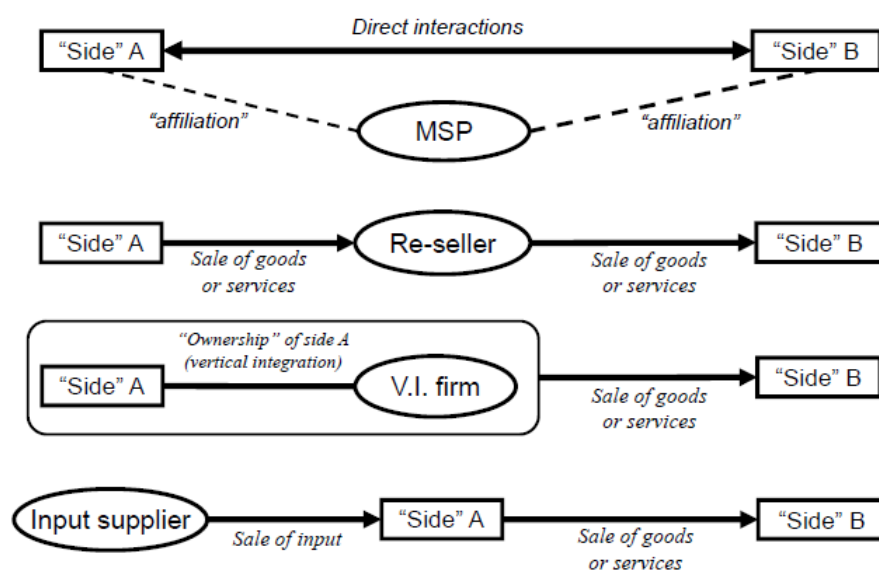 Direct interactions
“Side” A
“Side” B
“affiliation”
MSP
“affiliation”
“Side” A
Re-seller
“Side” B
Sale of goods
or services
Sale of goods
or services
“Ownership” of side A
(vertical integration)
“Side” A
V.I. firm
“Side” B
Sale of goods
or services
Input supplier
“Side” A
“Side” B
Sale of input
Sale of goods
or services